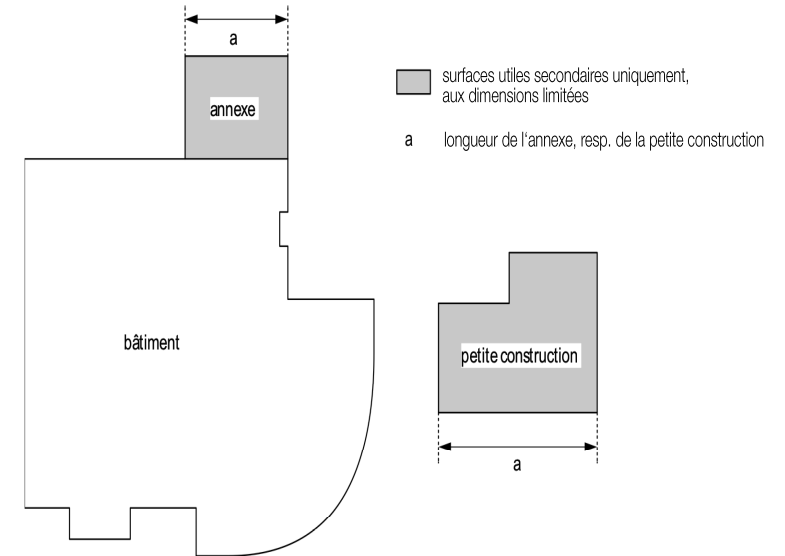 a
annexe
surfaces utiles secondaires uniquement,
aux dimensions limitées
a longueur de l‘annexe, resp. de la petite construction
bâtiment
petite construction
a